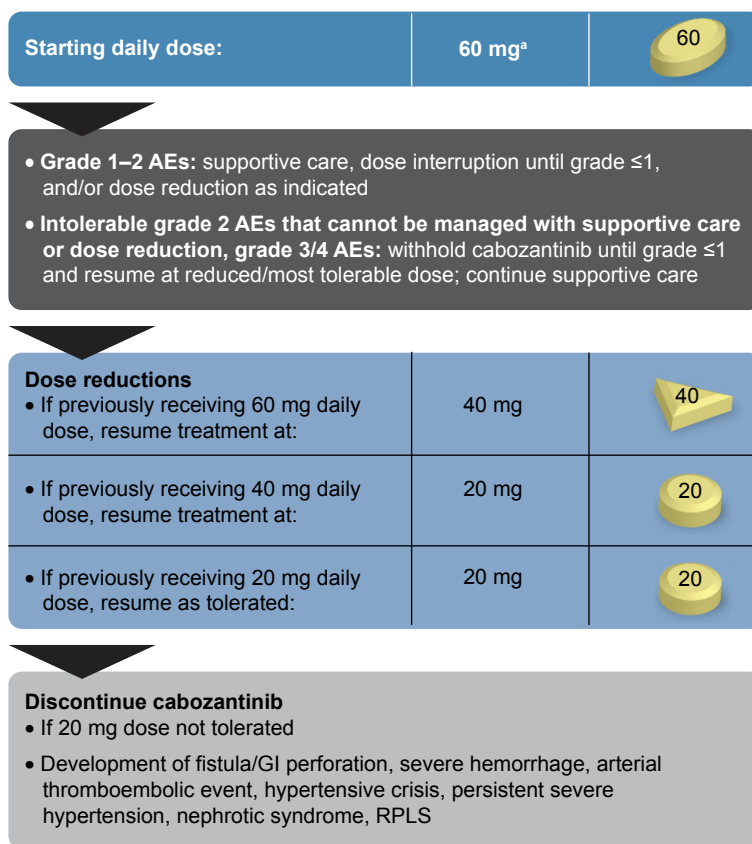 Starting daily dose:
60 mgª
60
• Grade 1–2 AEs: supportive care, dose interruption until grade ≤1,
and/or dose reduction as indicated
• Intolerable grade 2 AEs that cannot be managed with supportive care
or dose reduction, grade 3/4 AEs: withhold cabozantinib until grade ≤1
and resume at reduced/most tolerable dose; continue supportive care
Dose reductions
• If previously receiving 60 mg daily
dose, resume treatment at:
40 mg
40
• If previously receiving 40 mg daily
dose, resume treatment at:
20 mg
20
• If previously receiving 20 mg daily
dose, resume as tolerated:
20 mg
20
Discontinue cabozantinib
• If 20 mg dose not tolerated
• Development of fistula/GI perforation, severe hemorrhage, arterial
thromboembolic event, hypertensive crisis, persistent severe
hypertension, nephrotic syndrome, RPLS